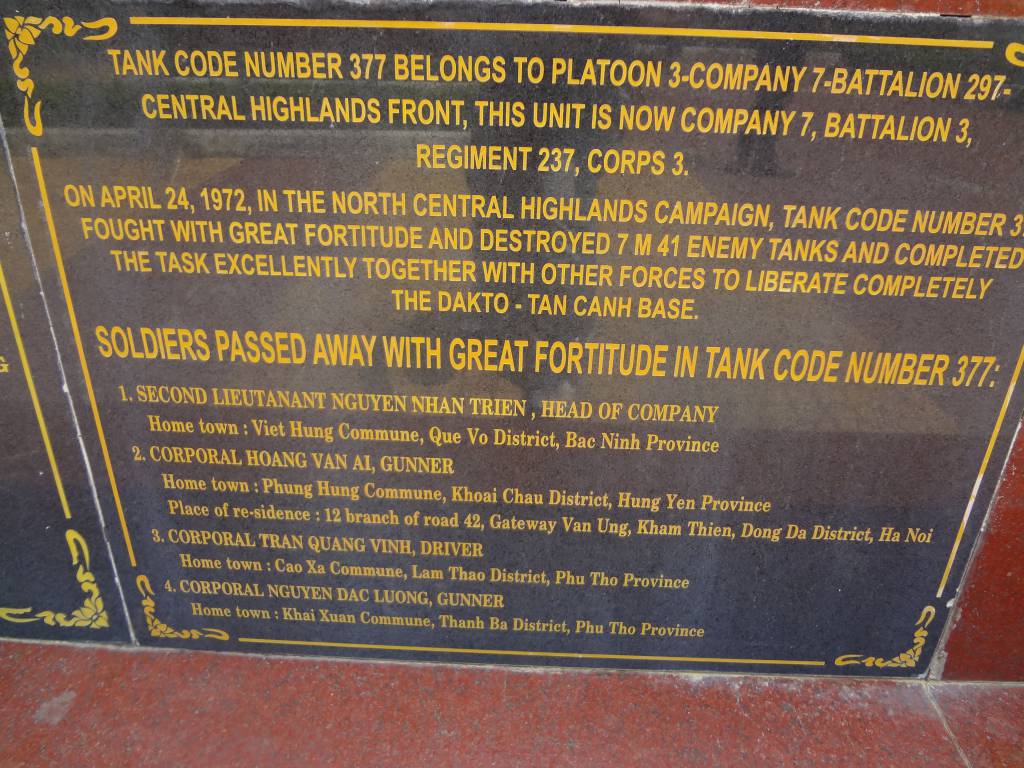 TANK CODE NUMBER 377 BELONGS TO PLATOON 3-COMPANY 7-BATTALION 297-
CENTRAL HIGHLANDS FRONT, THIS UNIT IS NOW COMPANY 7, BATTALION 3,
REGIMENT 237, CORPS 3.
ON APRIL 24, 1972, IN THE NORTH CENTRAL HIGHLANDS CAMPAIGN, TANK CODE NUMBER
FOUGHT WITH GREAT FORTITUDE AND DESTROYED 7 M 41 ENEMY TANKS AND COMPLETED
THE TASK EXCELLENTLY TOGETHER WITH OTHER FORCES TO LIBERATE COMPLETELY
THE DAKTO - TAN CANH BASE.
SOLDIERS PASSED AWAY WITH GREAT FORTITUDE IN TANK CODE NUMBER 377:
1. SECOND LIEUTANANT NGUYEN NHAN TRIEN , HEAD OF COMPANY
Home town : Viet Hung Commune, Que Vo District, Bac Ninh Province
2. CORPORAL HOANG VAN AI, GUNNER
Home town : Phung Hung Commune, Khoai Chau District, Hung Yen Province
Place of re-sidence : 12 branch of road 42, Gateway Van Ung, Kham Thien, Dong Da District, Ha Noi
3. CORPORAL TRAN QUANG VINH, DRIVER
Home town : Cao Xa Commune, Lam Thao District, Phu Tho Province
4. CORPORAL NGUYEN DAC LUONG, GUNNER
Home town : Khai Xuan Commune, Thanh Ba District, Phu Tho Province